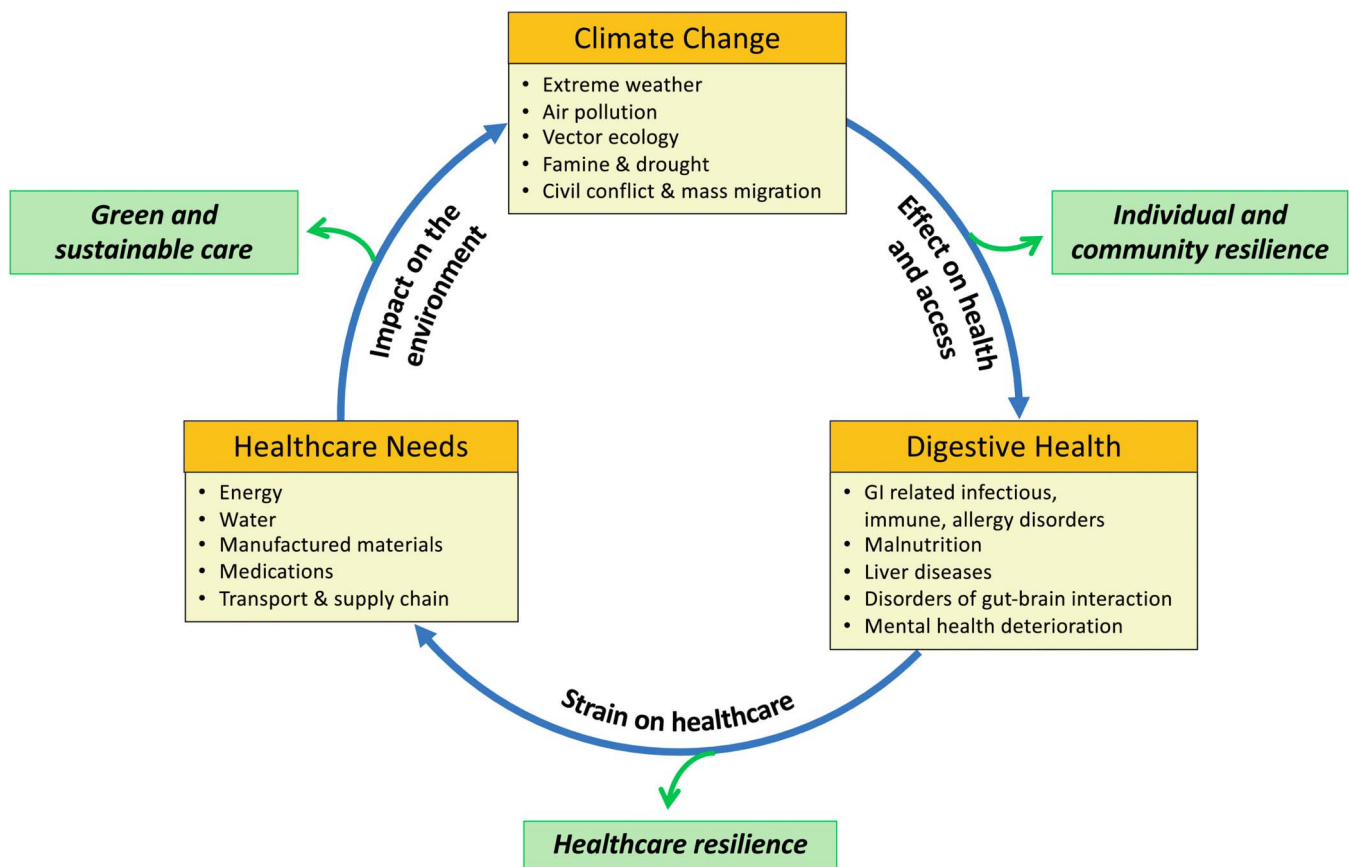 Climate Change
• Extreme weather
• Air pollution
• Vector ecology
• Famine & drought
• Civil conflict & mass migration
Effect on health
and access
Individual and
community resilience
Digestive Health
• GI related infectious,
immune, allergy disorders
• Malnutrition
• Liver diseases
• Disorders of gut-brain interaction
• Mental health deterioration
Strain on healthcare
Healthcare resilience
Healthcare Needs
• Energy
• Water
• Manufactured materials
• Medications
• Transport & supply chain
Impact on the
environment
Green and
sustainable care